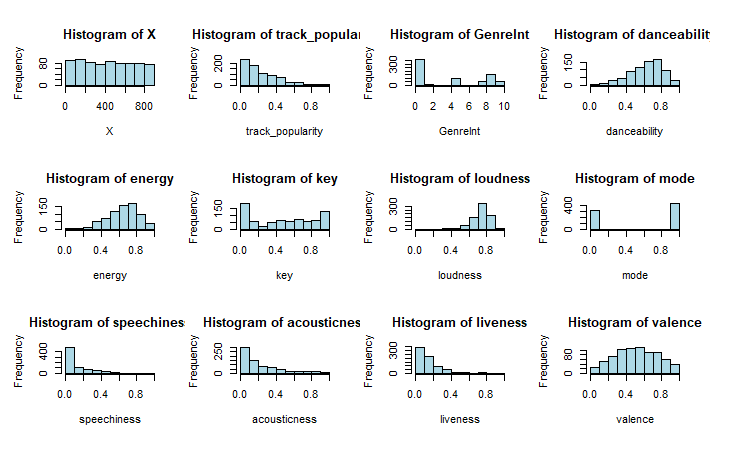 Histogram of X
Frequency
0 80
0 400 800
X
Histogram of track_popular
Frequency
0 200
0.0 0.4 0.8
track_popularity
Histogram of GenreInt
Frequency
0 300
0 2 4 6 8 10
GenreInt
Histogram of danceabilit
Frequency
0 150
0.0 0.4 0.8
danceability
Histogram of energy
Frequency
0 150
0.0 0.4 0.8
energy
Histogram of key
Frequency
0 150
0.0 0.4 0.8
key
Histogram of loudness
Frequency
0 300
0.0 0.4 0.8
loudness
Histogram of mode
Frequency
0 400
0.0 0.4 0.8
mode
Histogram of speechines
Frequency
0 400
0.0 0.4 0.8
speechiness
Histogram of acousticnes
Frequency
0 250
0.0 0.4 0.8
acousticness
Histogram of liveness
Frequency
0 300
0.0 0.4 0.8
liveness
Histogram of valence
Frequency
0 80
0.0 0.4 0.8
valence